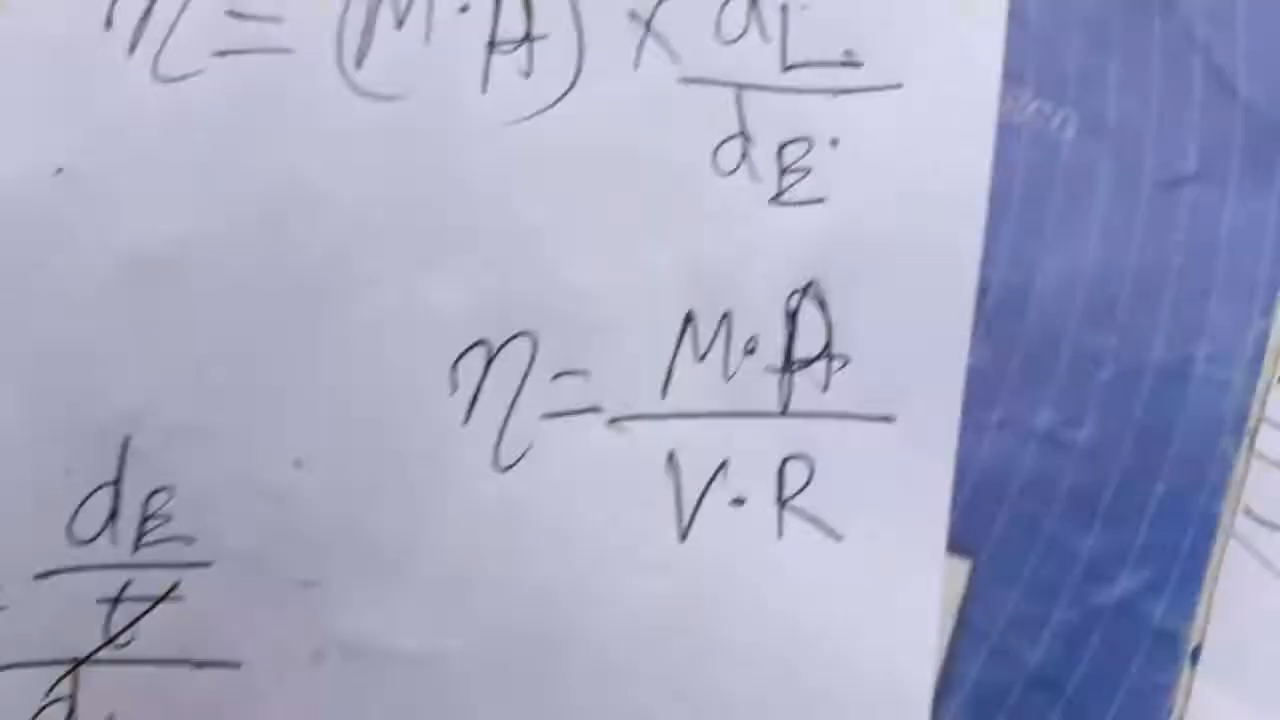 η = (M·A) × dL/dE
η = M·A/V·R
dE/t/d